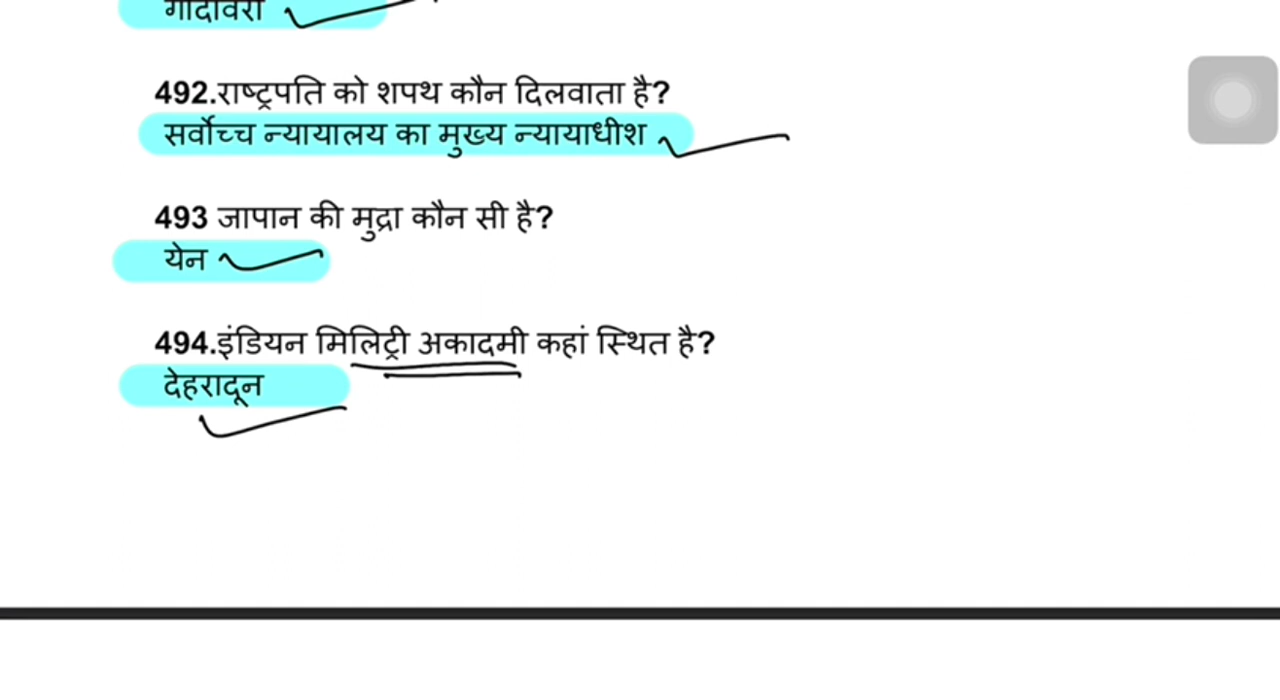 गोदावरी
492.राष्ट्रपति को शपथ कौन दिलवाता है?
सर्वोच्च न्यायालय का मुख्य न्यायाधीश
493 जापान की मुद्रा कौन सी है?
येन
494.इंडियन मिलिट्री अकादमी कहां स्थित है?
देहरादून